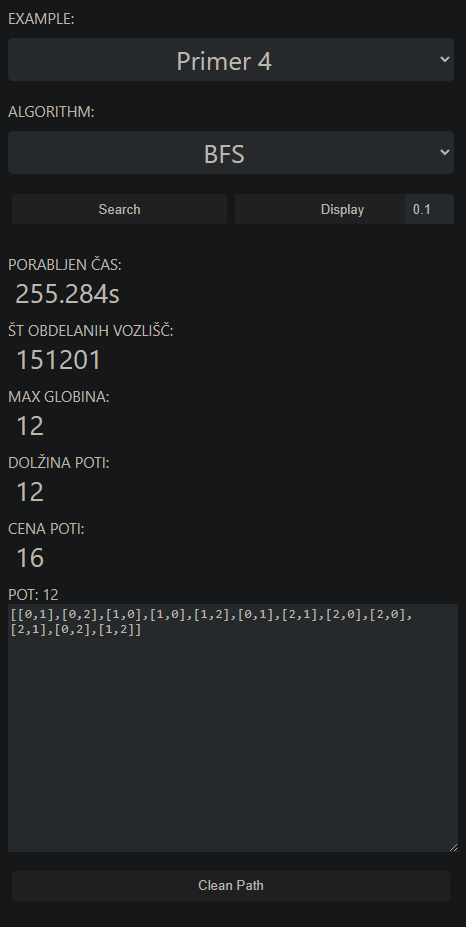 EXAMPLE:
Primer 4
ALGORITHM:
BFS
Search Display 0.1
PORABLJEN ČAS:
255.284s
ŠT OBDELANIH VOZLIŠČ:
151201
MAX GLOBINA:
12
DOLŽINA POTI:
12
CENA POTI:
16
POT: 12
[[0,1],[0,2],[1,0],[1,0],[1,2],[0,1],[2,1],[2,0],[2,0],
[2,1],[0,2],[1,2]]
Clean Path